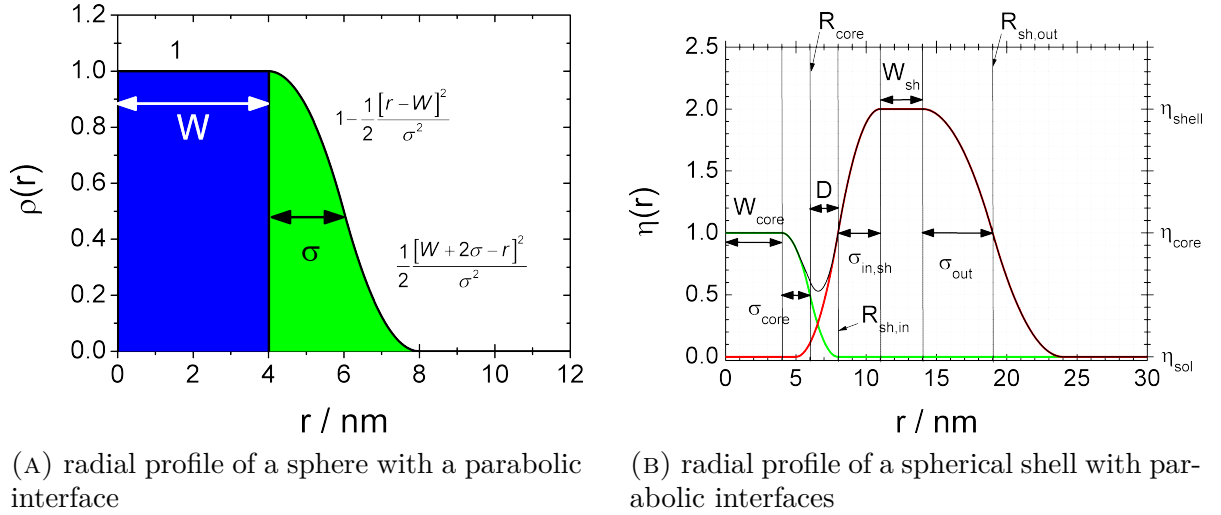 1.2
1.0
0.8
0.6
0.4
0.2
0.0
ρ(r)
1
W
1 − 1/2 [r − W]² / σ²
σ
1/2 [W + 2σ − r]² / σ²
0 2 4 6 8 10 12
r / nm
(A) radial profile of a sphere with a parabolic
interface
R_core
R_sh,out
2.5
2.0
1.5
1.0
0.5
0.0
η(r)
W_sh
η_shell
D
W_core
η_core
σ_in,sh
σ_out
σ_core
R_sh,in
η_sol
0 5 10 15 20 25 30
r / nm
(B) radial profile of a spherical shell with par-
abolic interfaces